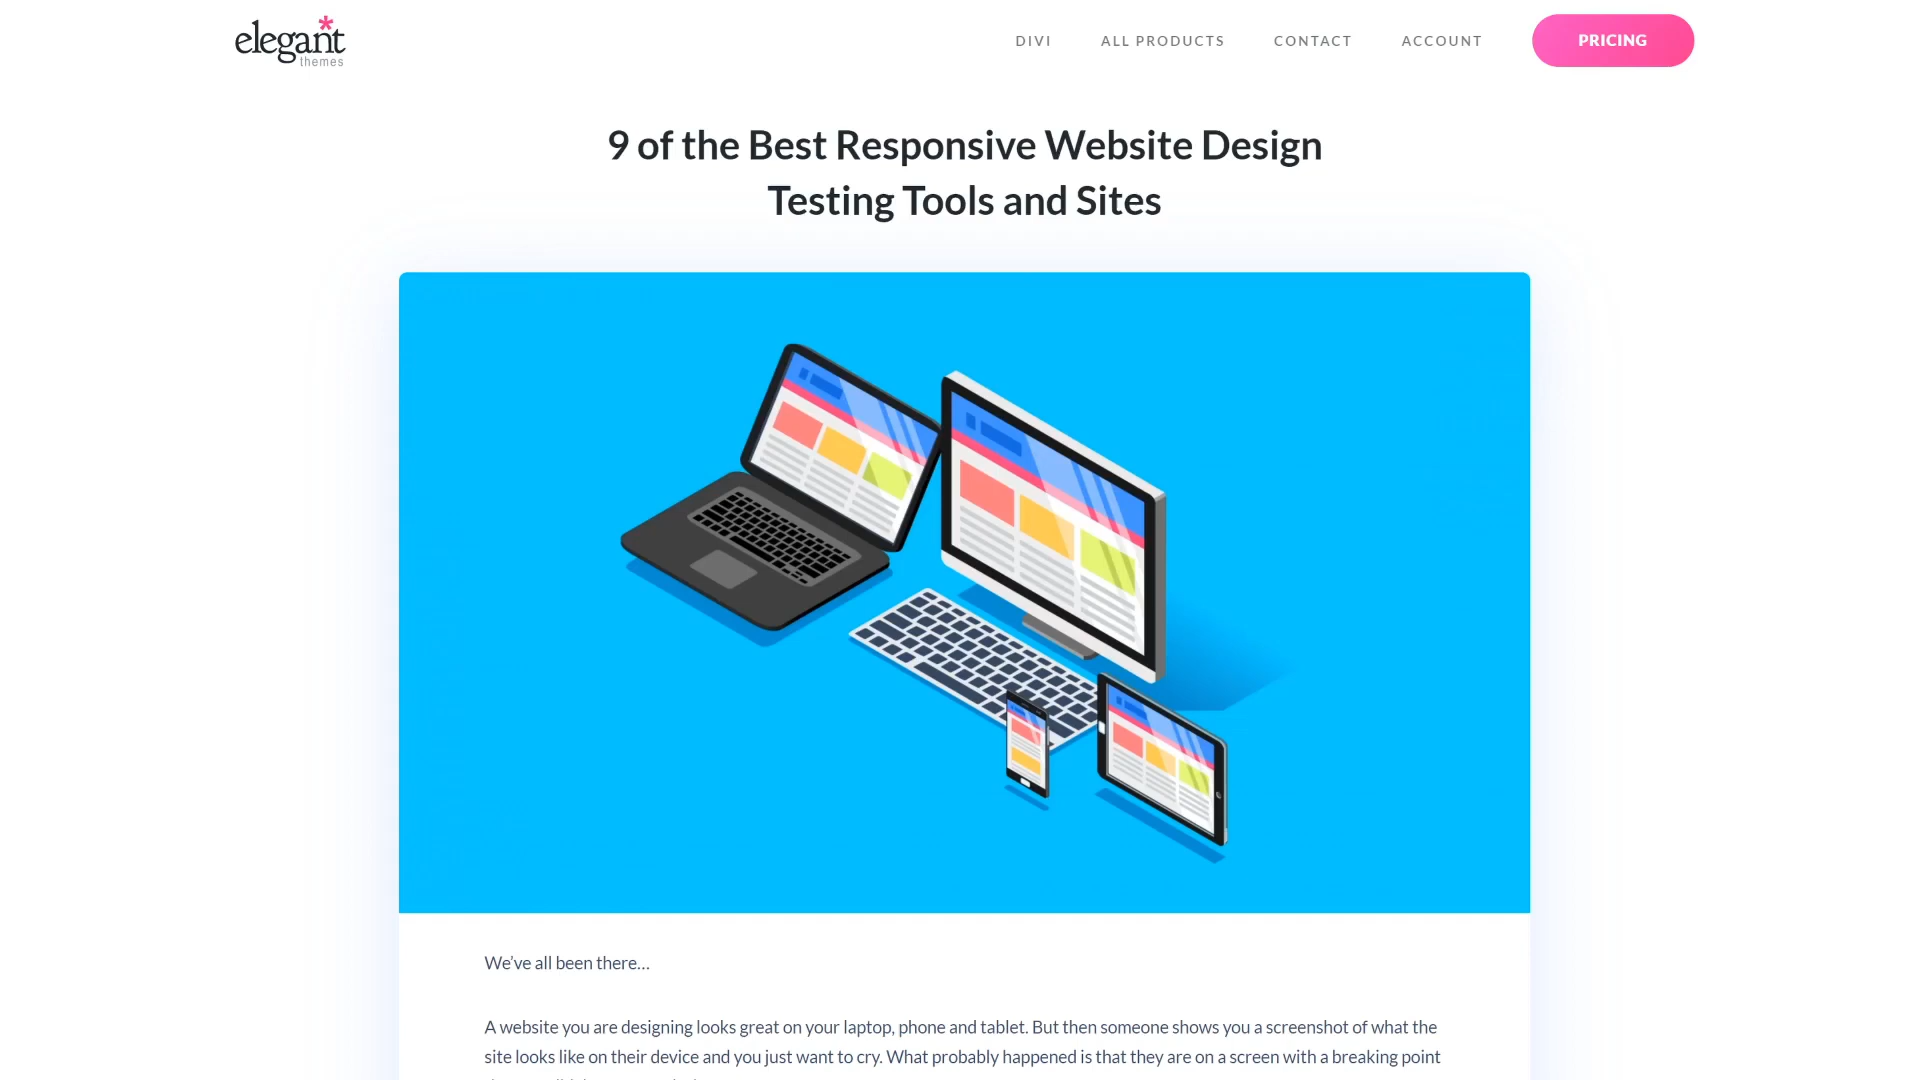 elegant
themes
DIVI
ALL PRODUCTS
CONTACT
ACCOUNT
PRICING
9 of the Best Responsive Website Design
Testing Tools and Sites
We’ve all been there…
A website you are designing looks great on your laptop, phone and tablet. But then someone shows you a screenshot of what the
site looks like on their device and you just want to cry. What probably happened is that they are on a screen with a breaking point